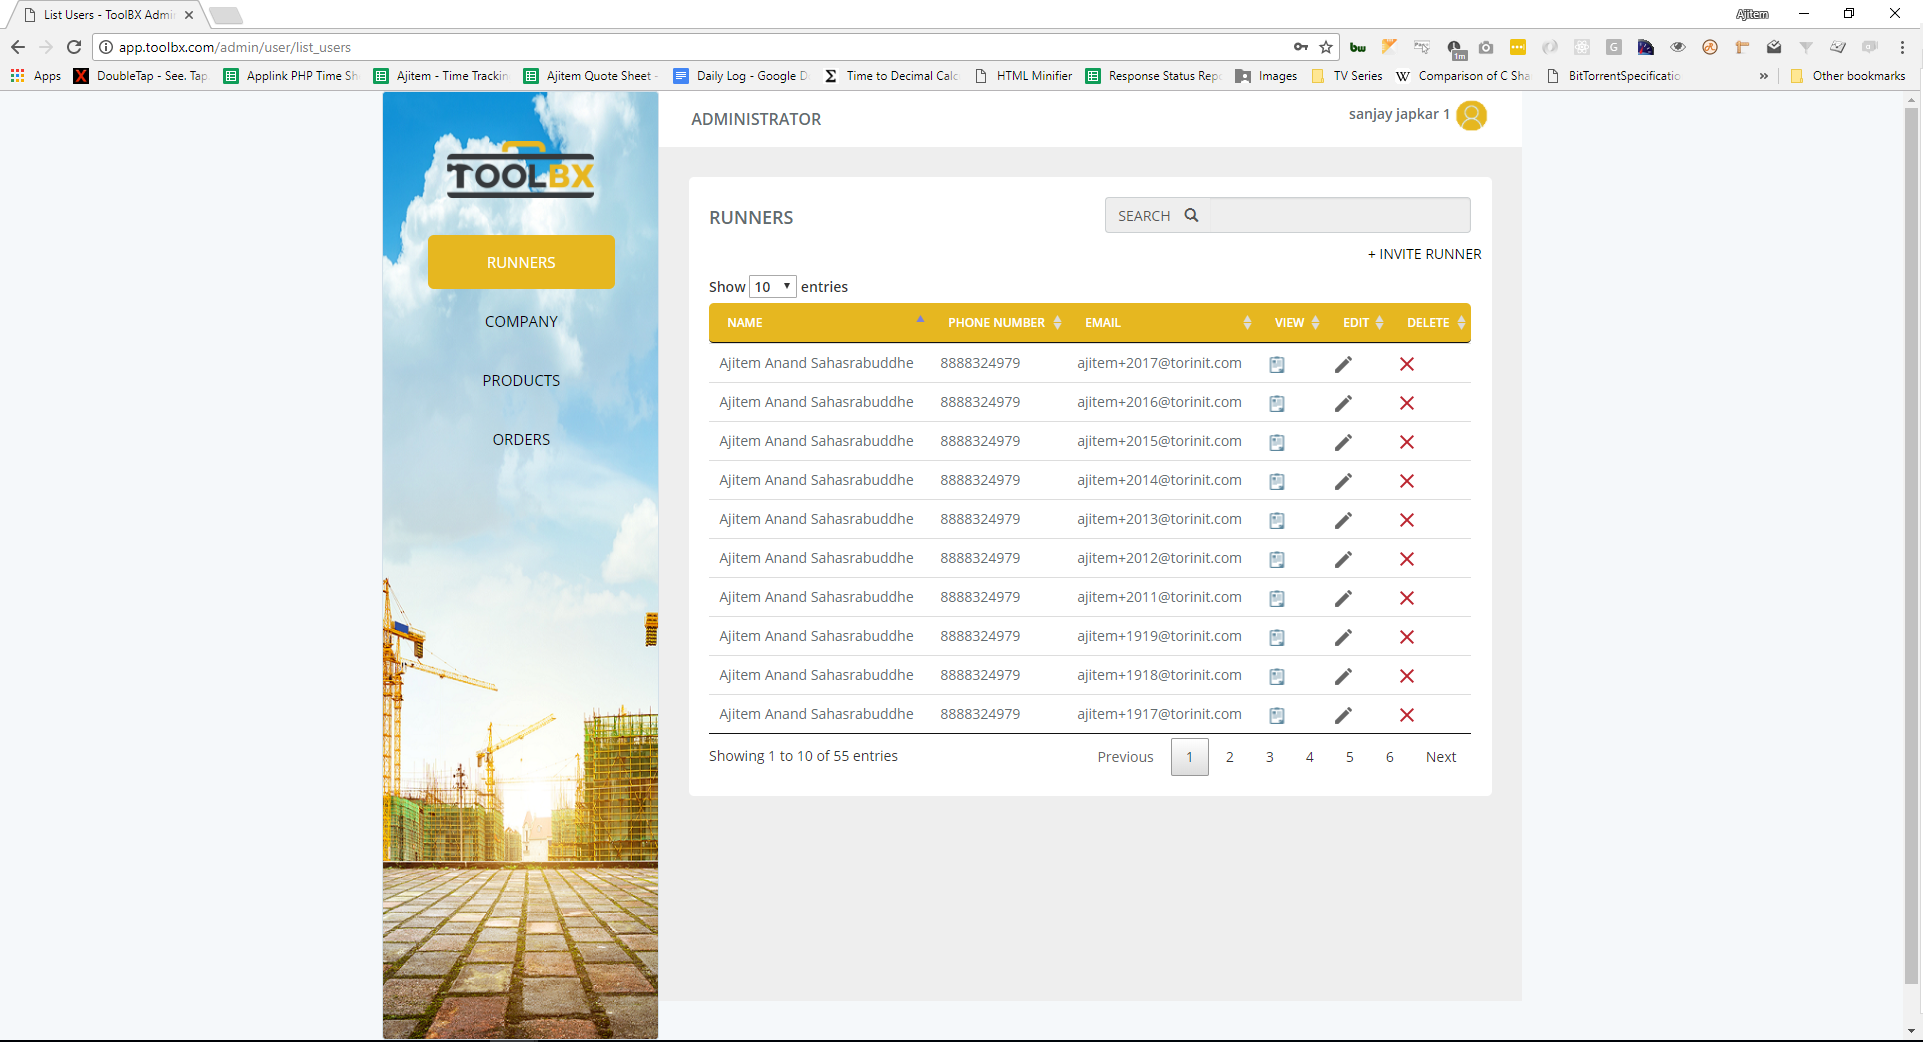 List Users - ToolBX Admi
Ajitem
app.toolbx.com/admin/user/list_users
bw
1m
G
Apps
DoubleTap - See. Tap
Applink PHP Time Sh
Ajitem - Time Trackin
Ajitem Quote Sheet -
Daily Log - Google D
Σ Time to Decimal Calc
HTML Minifier
Response Status Repo
Images
TV Series
W Comparison of C Sha
BitTorrentSpecificatio
» Other bookmarks
TOOLBX
RUNNERS
COMPANY
PRODUCTS
ORDERS
ADMINISTRATOR
sanjay japkar 1
RUNNERS
SEARCH
+ INVITE RUNNER
Show 10 entries
NAME PHONE NUMBER EMAIL VIEW EDIT DELETE
Ajitem Anand Sahasrabuddhe 8888324979 ajitem+2017@torinit.com
Ajitem Anand Sahasrabuddhe 8888324979 ajitem+2016@torinit.com
Ajitem Anand Sahasrabuddhe 8888324979 ajitem+2015@torinit.com
Ajitem Anand Sahasrabuddhe 8888324979 ajitem+2014@torinit.com
Ajitem Anand Sahasrabuddhe 8888324979 ajitem+2013@torinit.com
Ajitem Anand Sahasrabuddhe 8888324979 ajitem+2012@torinit.com
Ajitem Anand Sahasrabuddhe 8888324979 ajitem+2011@torinit.com
Ajitem Anand Sahasrabuddhe 8888324979 ajitem+1919@torinit.com
Ajitem Anand Sahasrabuddhe 8888324979 ajitem+1918@torinit.com
Ajitem Anand Sahasrabuddhe 8888324979 ajitem+1917@torinit.com
Showing 1 to 10 of 55 entries
Previous 1 2 3 4 5 6 Next